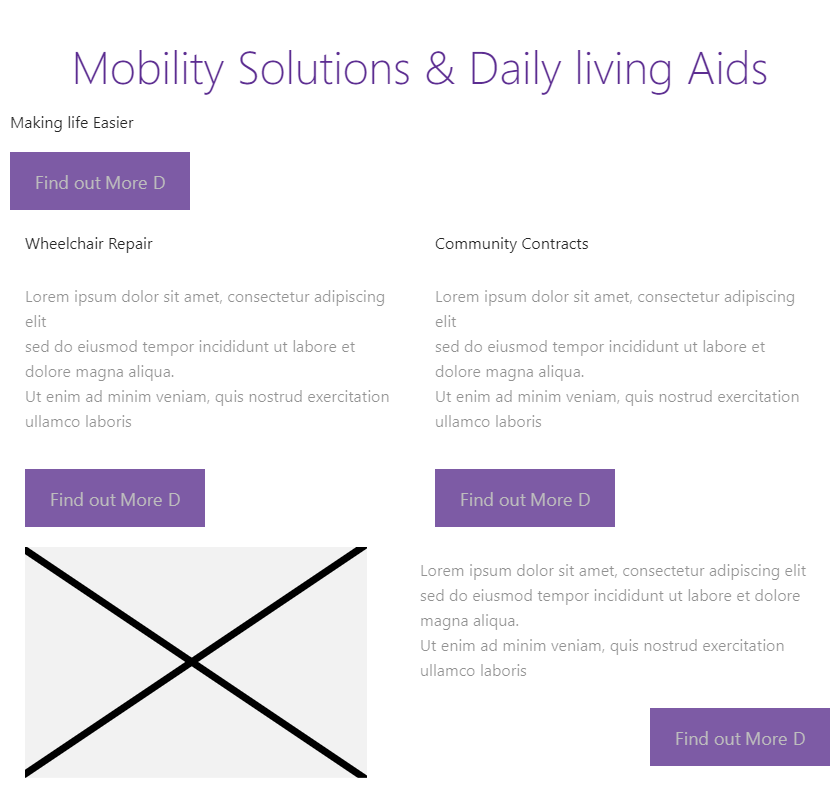 Mobility Solutions & Daily living Aids
Making life Easier
Find out More D
Wheelchair Repair
Lorem ipsum dolor sit amet, consectetur adipiscing
elit
sed do eiusmod tempor incididunt ut labore et
dolore magna aliqua.
Ut enim ad minim veniam, quis nostrud exercitation
ullamco laboris
Find out More D
Community Contracts
Lorem ipsum dolor sit amet, consectetur adipiscing
elit
sed do eiusmod tempor incididunt ut labore et
dolore magna aliqua.
Ut enim ad minim veniam, quis nostrud exercitation
ullamco laboris
Find out More D
Lorem ipsum dolor sit amet, consectetur adipiscing elit
sed do eiusmod tempor incididunt ut labore et dolore
magna aliqua.
Ut enim ad minim veniam, quis nostrud exercitation
ullamco laboris
Find out More D